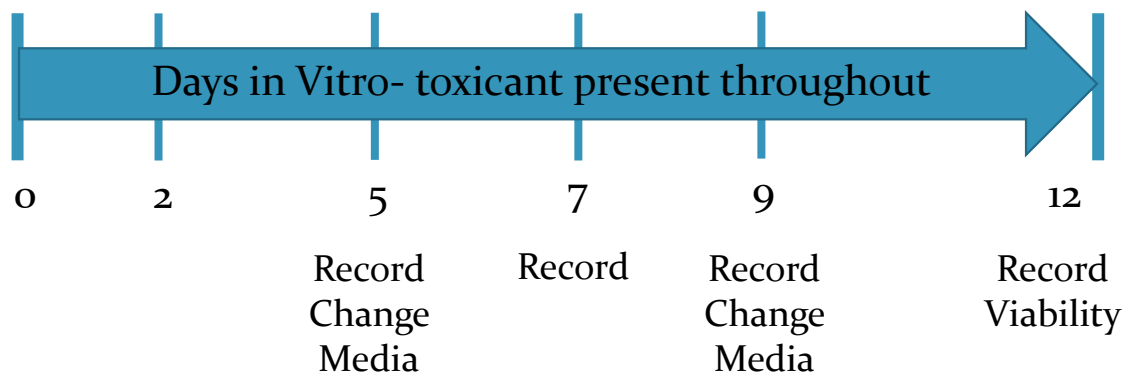 Days in Vitro- toxicant present throughout
0 2 5 7 9 12
Record Record Record Record
Change Change Viability
Media Media